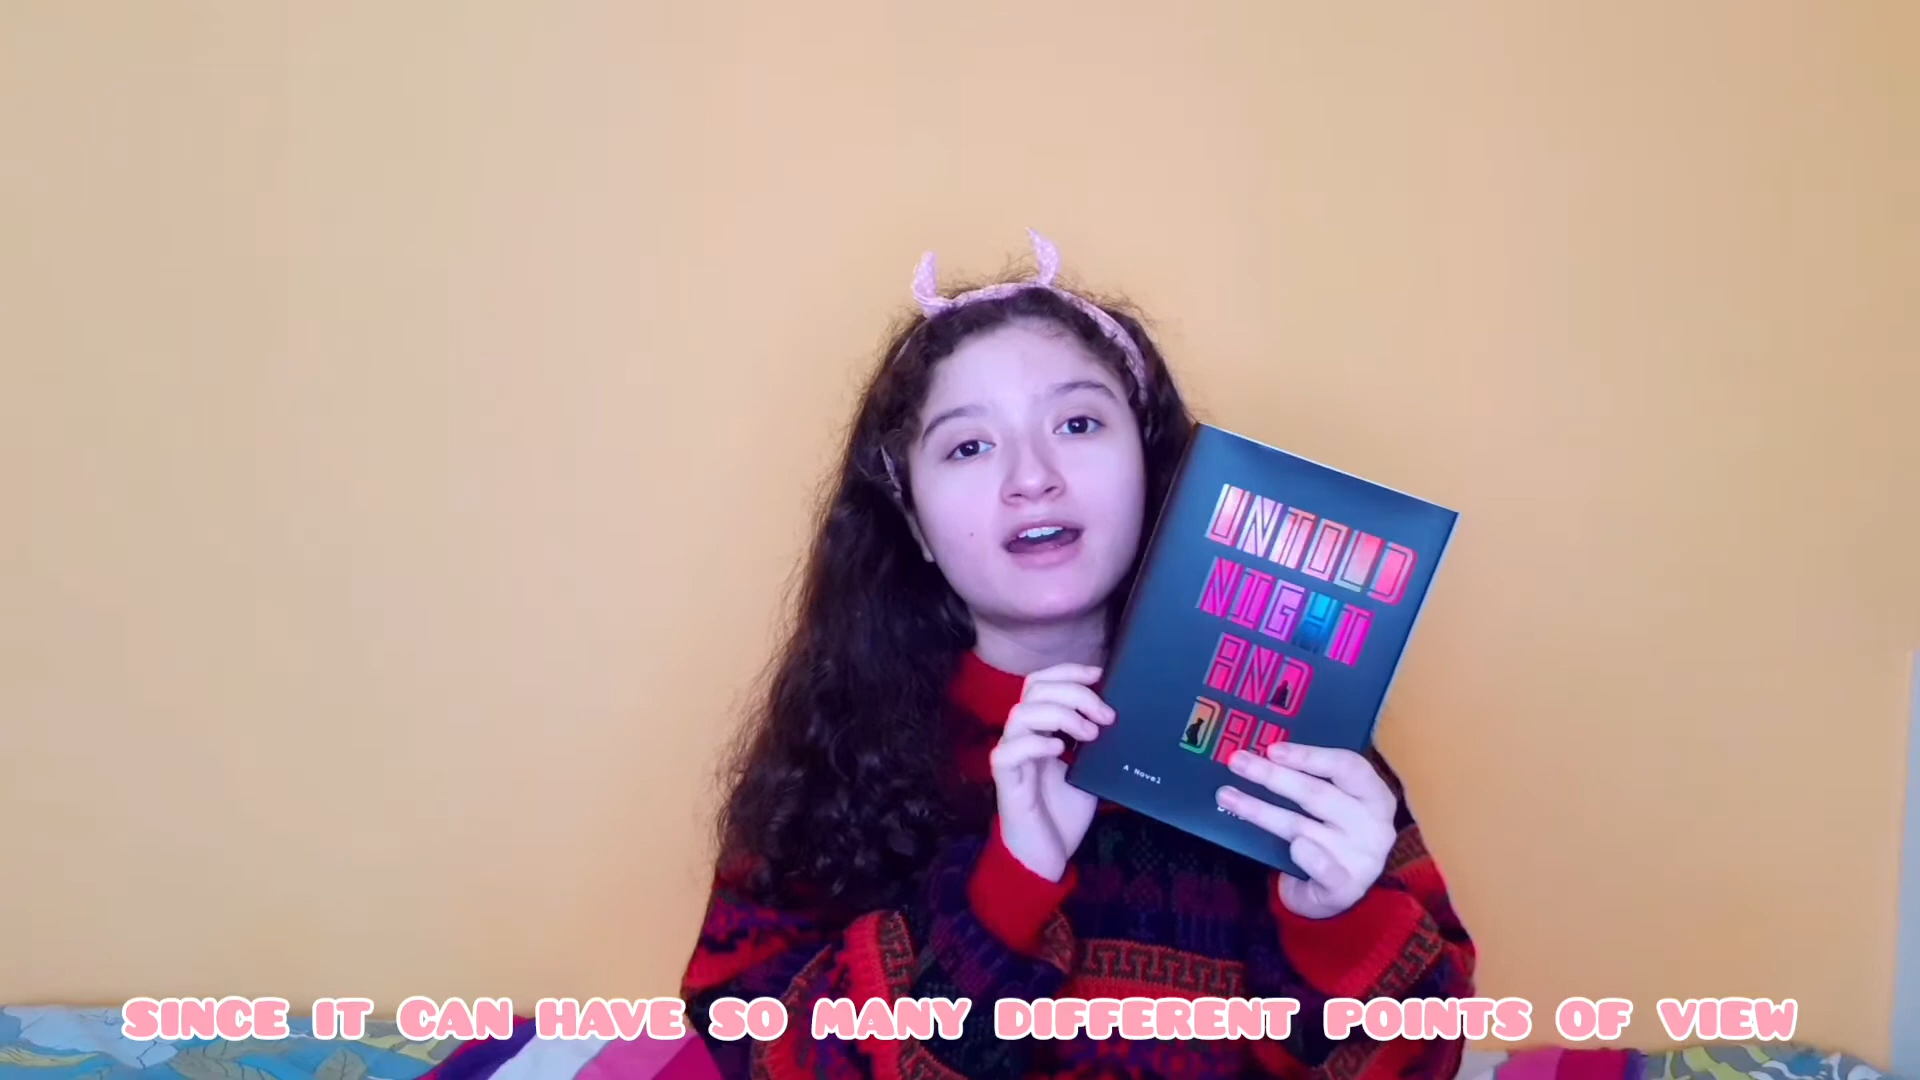 UNTOLD
NIGHT
AND
DAY
A Novel
SINCE IT CAN HAVE SO MANY DIFFERENT POINTS OF VIEW